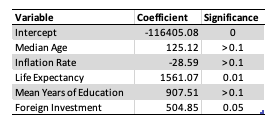 Variable Coefficient Significance
Intercept -116405.08 0
Median Age 125.12 >0.1
Inflation Rate -28.59 >0.1
Life Expectancy 1561.07 0.01
Mean Years of Education 907.51 >0.1
Foreign Investment 504.85 0.05